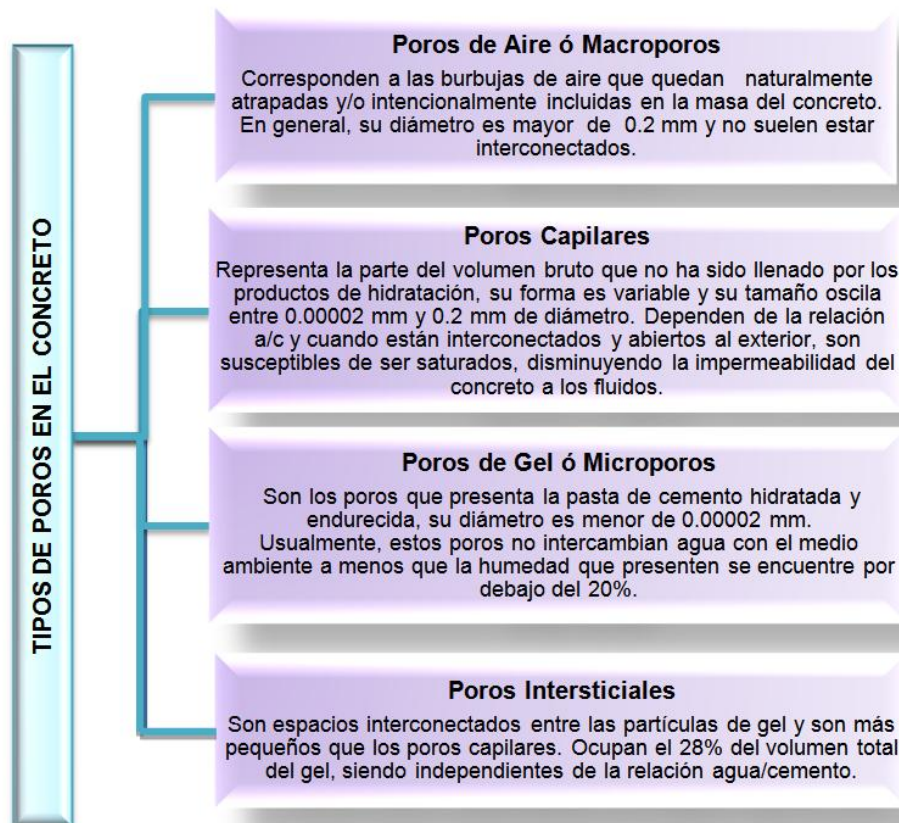 TIPOS DE POROS EN EL CONCRETO
Poros de Aire ó Macroporos
Corresponden a las burbujas de aire que quedan naturalmente
atrapadas y/o intencionalmente incluidas en la masa del concreto.
En general, su diámetro es mayor de 0.2 mm y no suelen estar
interconectados.
Poros Capilares
Representa la parte del volumen bruto que no ha sido llenado por los
productos de hidratación, su forma es variable y su tamaño oscila
entre 0.00002 mm y 0.2 mm de diámetro. Dependen de la relación
a/c y cuando están interconectados y abiertos al exterior, son
susceptibles de ser saturados, disminuyendo la impermeabilidad del
concreto a los fluidos.
Poros de Gel ó Microporos
Son los poros que presenta la pasta de cemento hidratada y
endurecida, su diámetro es menor de 0.00002 mm.
Usualmente, estos poros no intercambian agua con el medio
ambiente a menos que la humedad que presenten se encuentre por
debajo del 20%.
Poros Intersticiales
Son espacios interconectados entre las partículas de gel y son más
pequeños que los poros capilares. Ocupan el 28% del volumen total
del gel, siendo independientes de la relación agua/cemento.